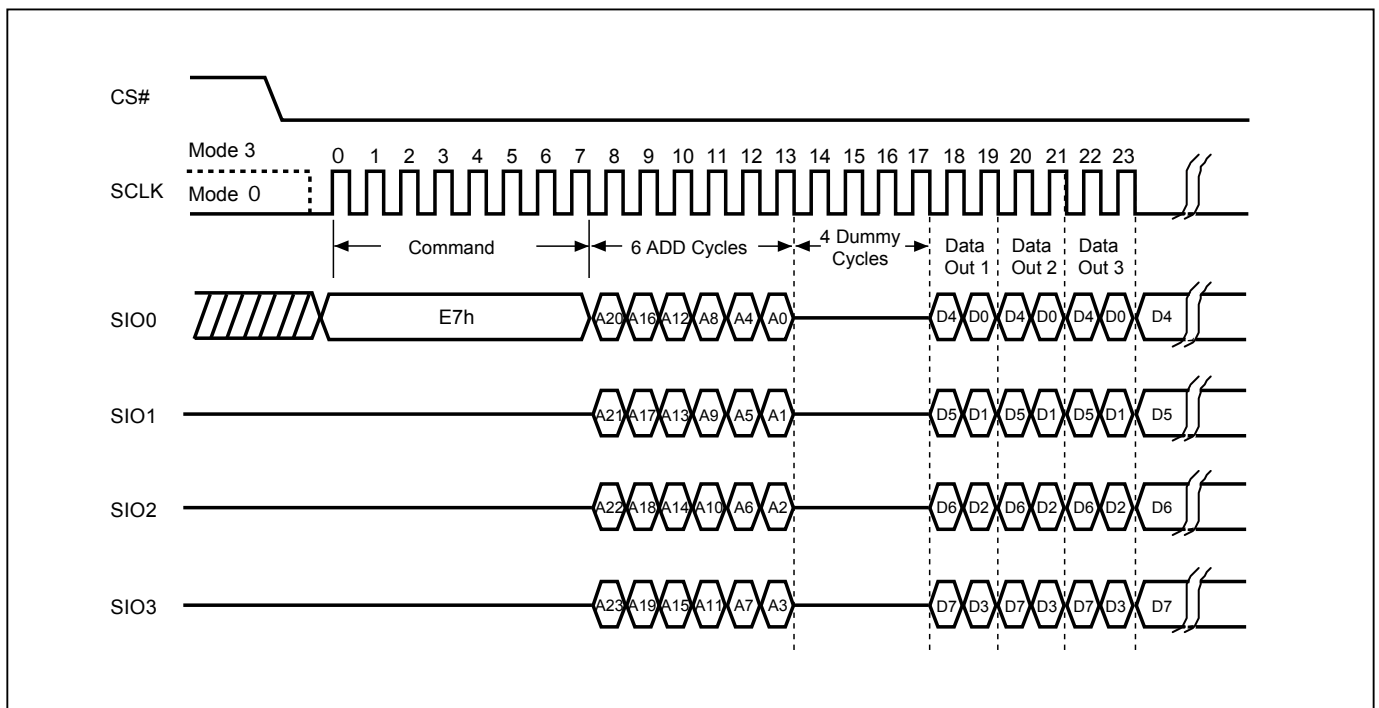 CS#
Mode 3
0 1 2 3 4 5 6 7 8 9 10 11 12 13 14 15 16 17 18 19 20 21 22 23
SCLK
Mode 0
Command
6 ADD Cycles
4 Dummy
Cycles
Data
Out 1
Data
Out 2
Data
Out 3
SIO0
E7h
A20 A16 A12 A8 A4 A0 D4 D0 D4 D0 D4 D0 D4
SIO1
A21 A17 A13 A9 A5 A1 D5 D1 D5 D1 D5 D1 D5
SIO2
A22 A18 A14 A10 A6 A2 D6 D2 D6 D2 D6 D2 D6
SIO3
A23 A19 A15 A11 A7 A3 D7 D3 D7 D3 D7 D3 D7